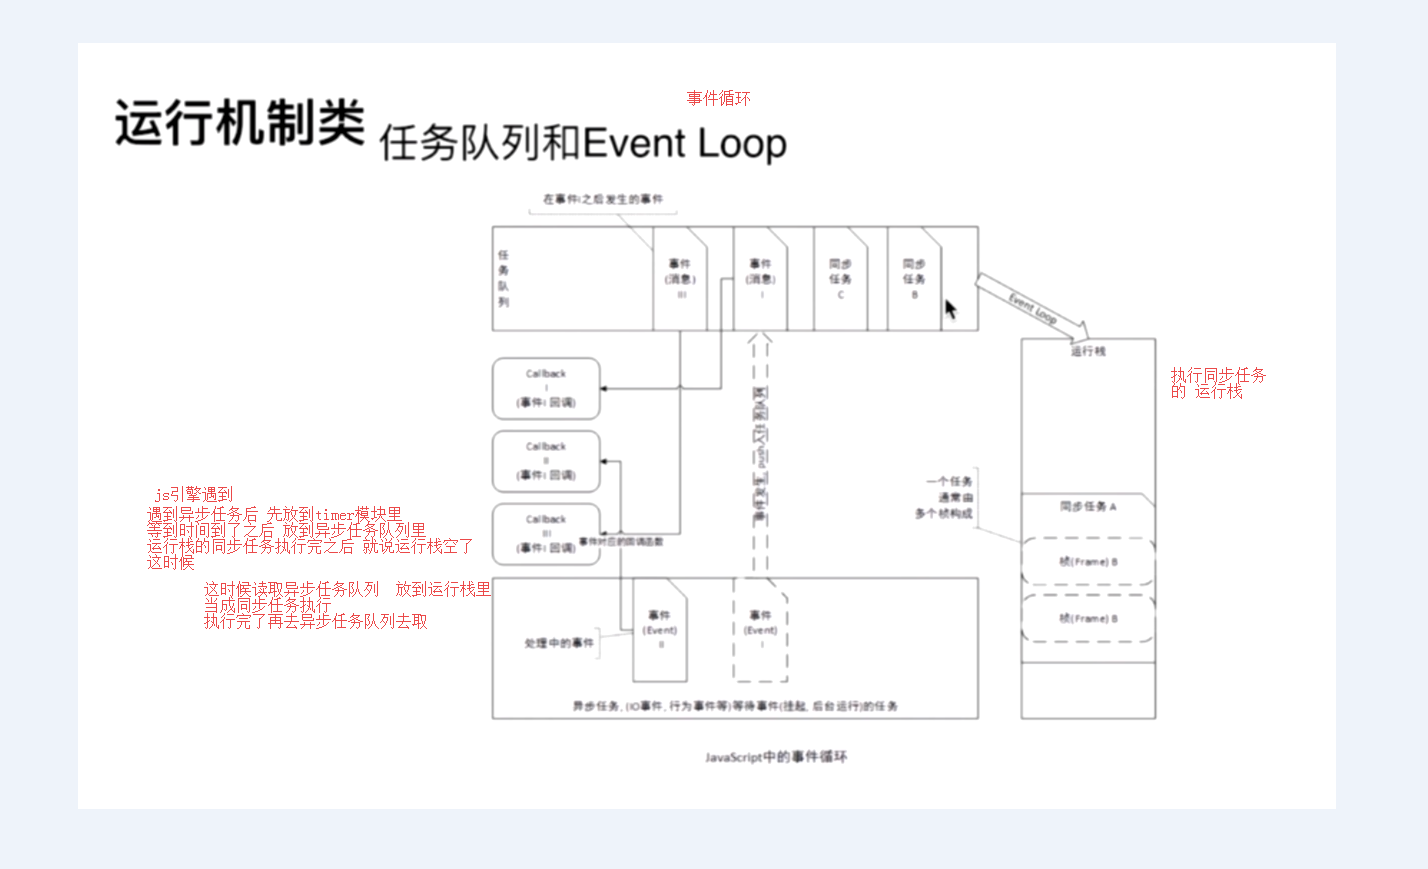 运行机制类 任务队列和Event Loop
事件循环
在事件I之后发生的事件
任
务
队
列
事件
(消息)
III
事件
(消息)
I
同步
任务
C
同步
任务
B
Event Loop
运行栈
执行同步任务
的 运行栈
Callback
I
(事件I 回调)
Callback
II
(事件I 回调)
Callback
III
(事件I 回调)
事件对应的回调函数
事件发生, push入任务队列
一个任务
通常由
多个帧构成
同步任务 A
帧(Frame) B
帧(Frame) B
js引擎遇到
遇到异步任务后 先放到timer模块里
等到时间到了之后 放到异步任务队列里
运行栈的同步任务执行完之后 就说运行栈空了
这时候
这时候读取异步任务队列 放到运行栈里
当成同步任务执行
执行完了再去异步任务队列去取
处理中的事件
事件
(Event)
II
事件
(Event)
I
异步任务, (IO事件, 行为事件等)等待事件(挂起, 后台运行)的任务
JavaScript中的事件循环